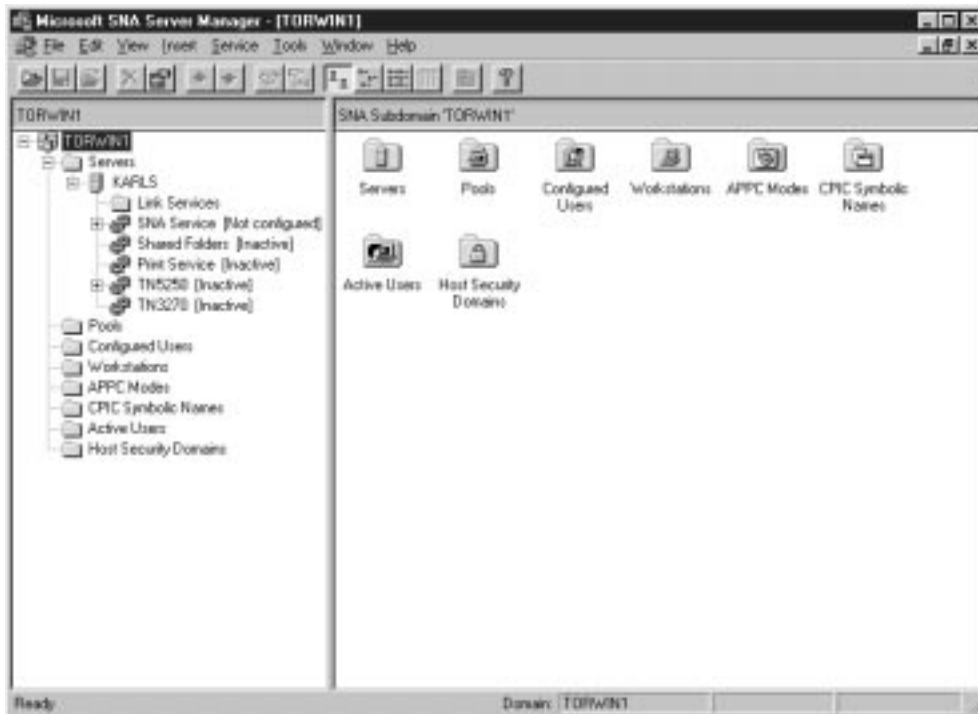 Microsoft SNA Server Manager - [TORWIN1]
File Edit View Insert Service Tools Window Help
TORWIN1
SNA Subdomain 'TORWIN1'
TORWIN1
Servers
KARLS
Link Services
SNA Service [Not configured]
Shared Folders [Inactive]
Print Service [Inactive]
TN5250 [Inactive]
TN3270 [Inactive]
Pools
Configured Users
Workstations
APPC Modes
CPIC Symbolic Names
Active Users
Host Security Domains
Servers
Pools
Configured Users
Workstations
APPC Modes
CPIC Symbolic Names
Active Users
Host Security Domains
Ready
Domain: TORWIN1